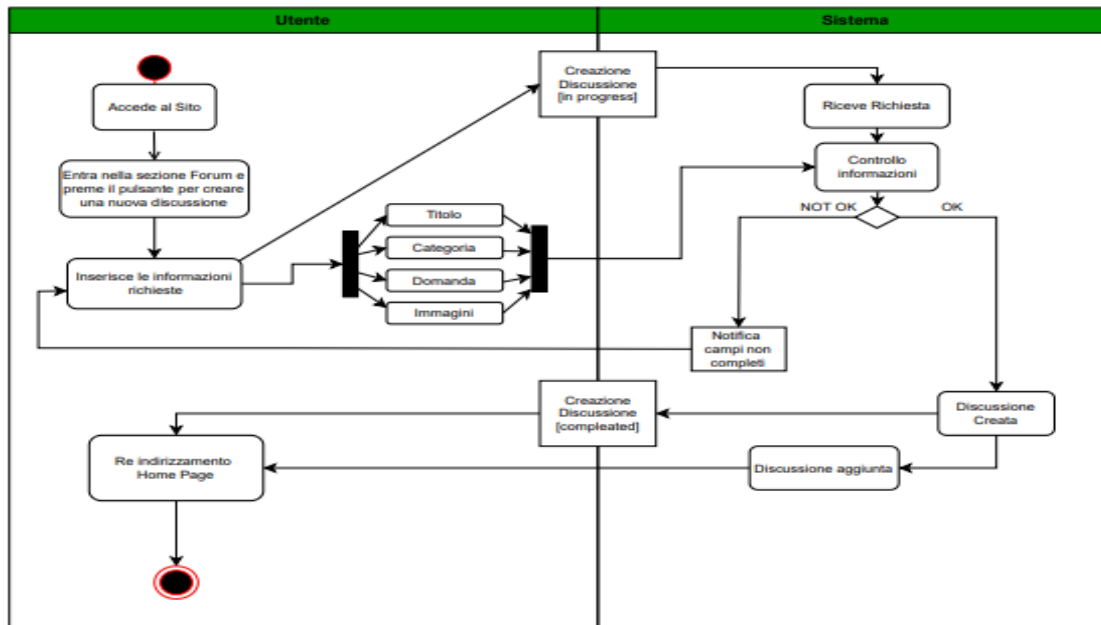 Utente
Sistema
Accede al Sito
Entra nella sezione Forum e
preme il pulsante per creare
una nuova discussione
Inserisce le informazioni
richieste
Titolo
Categoria
Domanda
Immagini
Creazione
Discussione
[in progress]
Riceve Richiesta
Controllo
informazioni
NOT OK
OK
Notifica
campi non
completi
Creazione
Discussione
[compleated]
Discussione
Creata
Discussione aggiunta
Re indirizzamento
Home Page